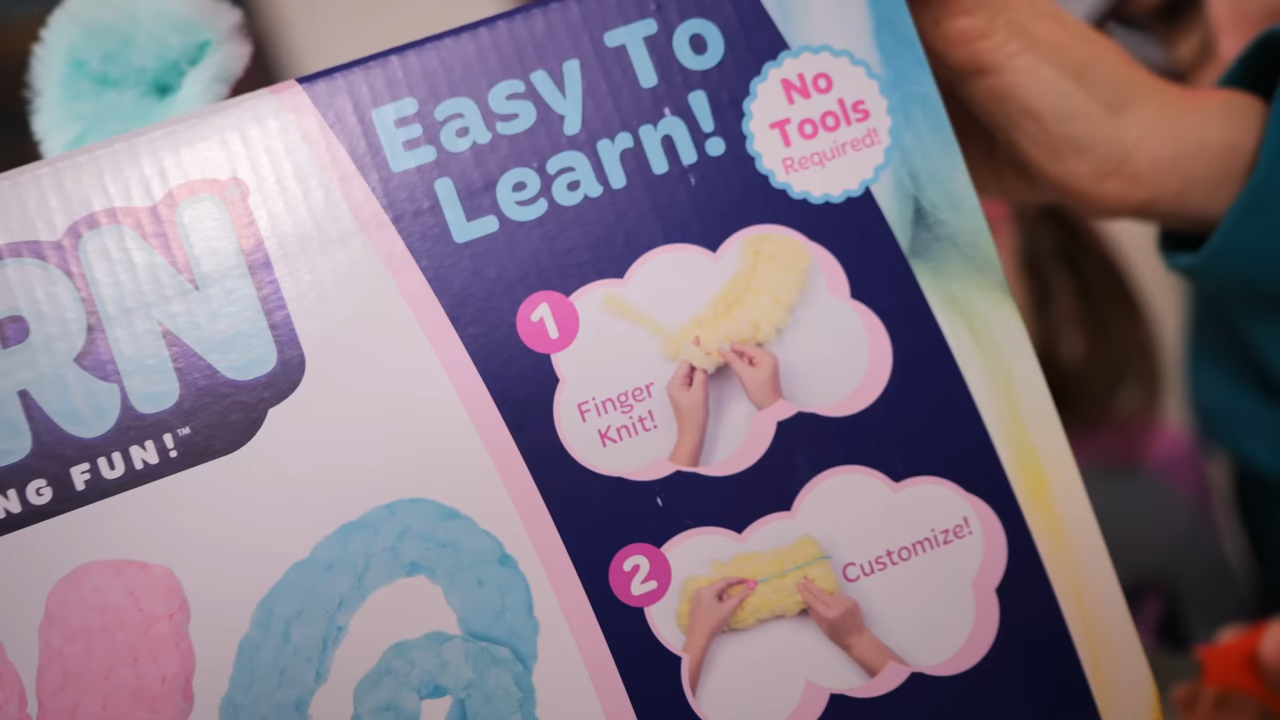 Easy To
Learn!
No
Tools
Required!
RN
NG FUN!™
1
Finger
Knit!
2
Customize!